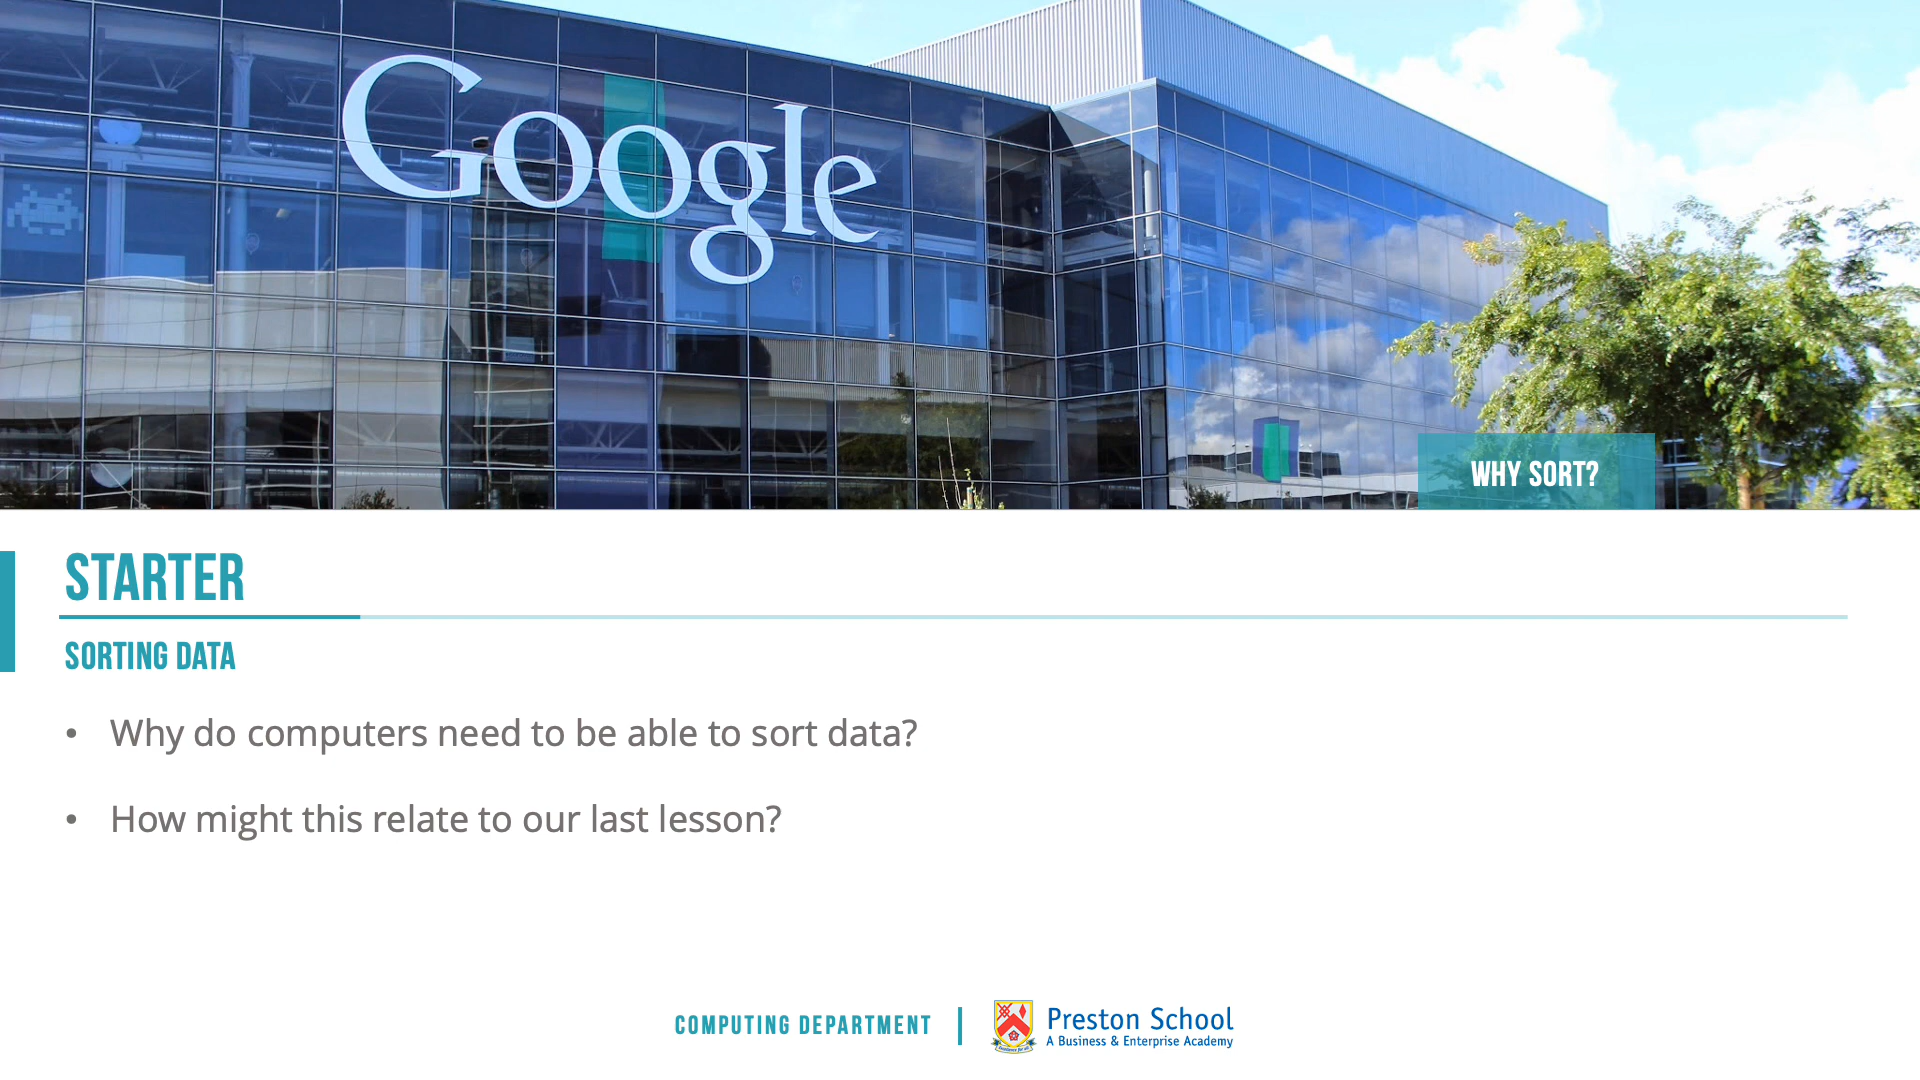 Google
WHY SORT?
STARTER
SORTING DATA
• Why do computers need to be able to sort data?
• How might this relate to our last lesson?
COMPUTING DEPARTMENT
Preston School
A Business & Enterprise Academy